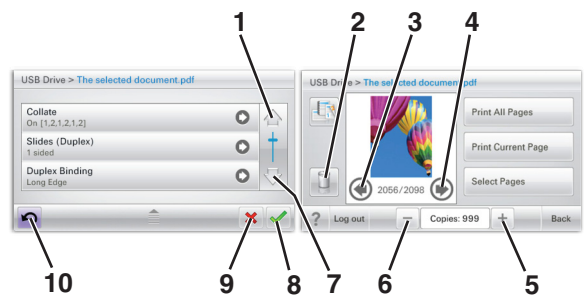 1
2
3
4
USB Drive > The selected document.pdf
USB Drive > The selected document.pdf
Collate
On [1,2,1,2,1,2]
Slides (Duplex)
1 sided
Duplex Binding
Long Edge
Print All Pages
Print Current Page
Select Pages
2056/2098
? Log out
Copies: 999
Back
10
9
8
7
6
5